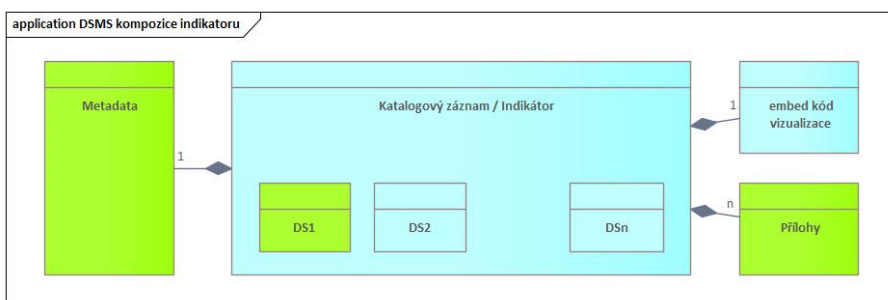 application DSMS kompozice indikatoru
Metadata
Katalogový záznam / Indikátor
embed kód
vizualizace
1
1
DS1
DS2
DSn
n
Přílohy